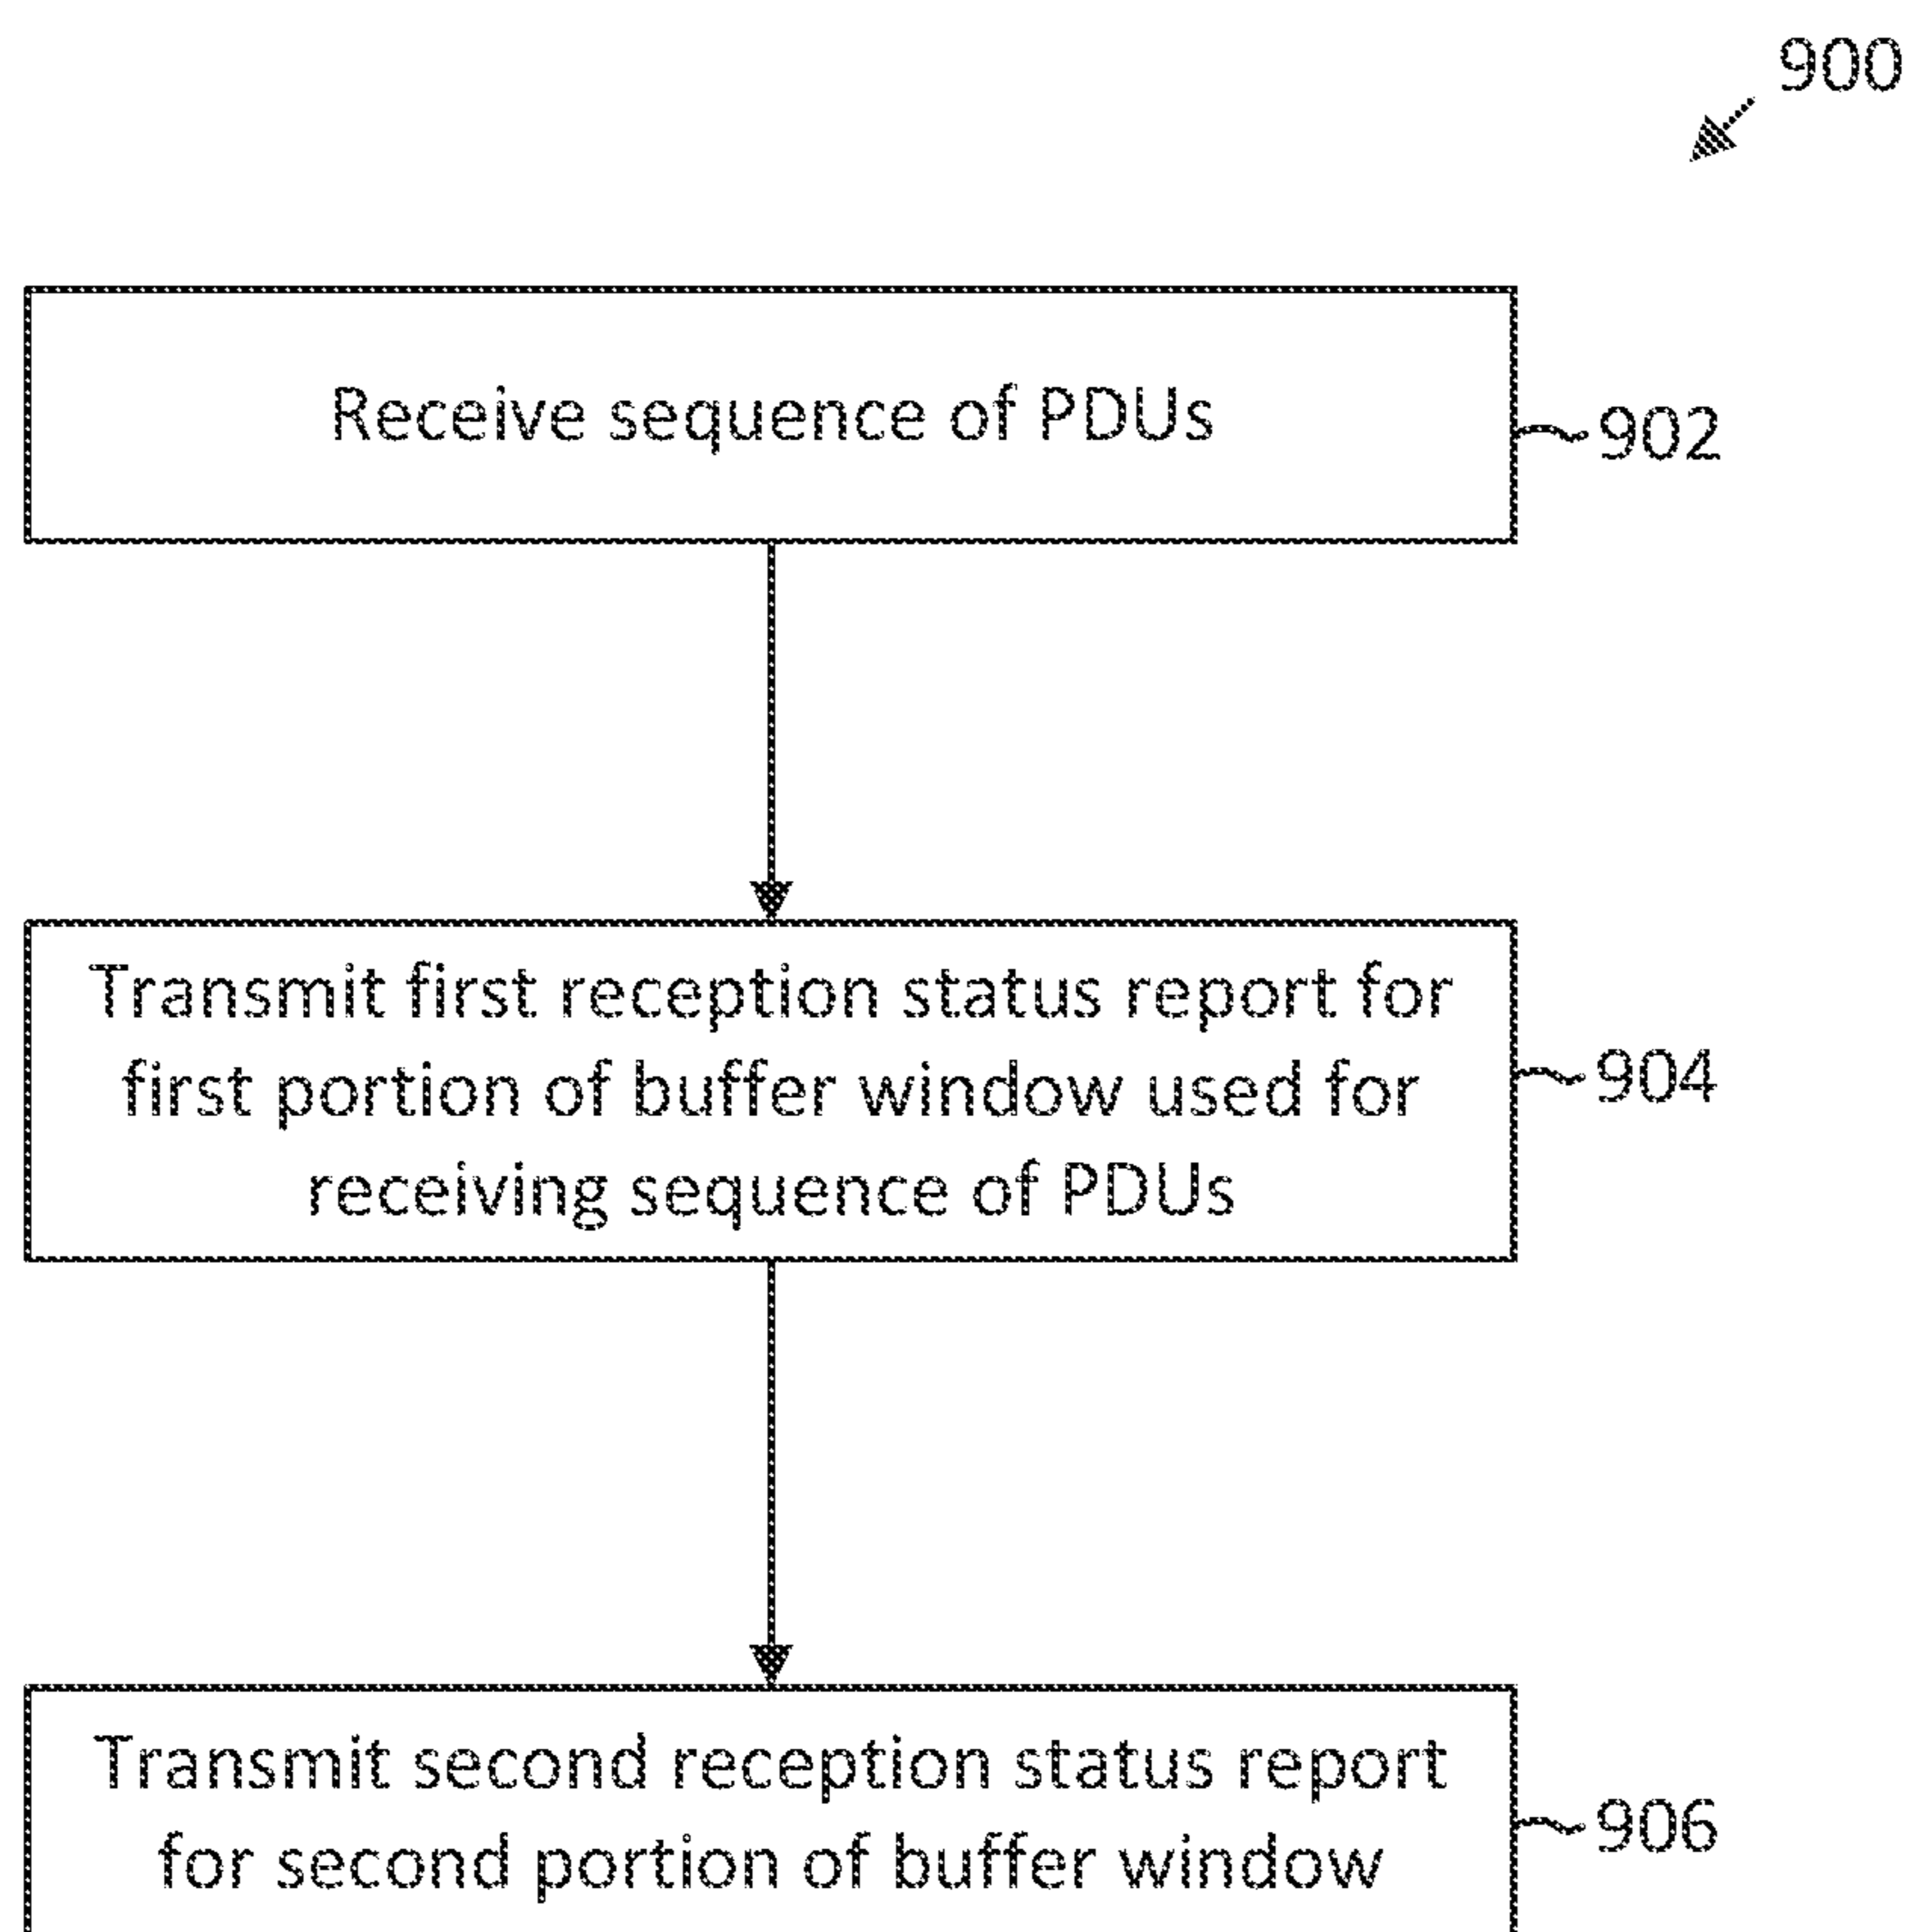 900
Receive sequence of PDUs
902
Transmit first reception status report for
first portion of buffer window used for
receiving sequence of PDUs
904
Transmit second reception status report
for second portion of buffer window
906